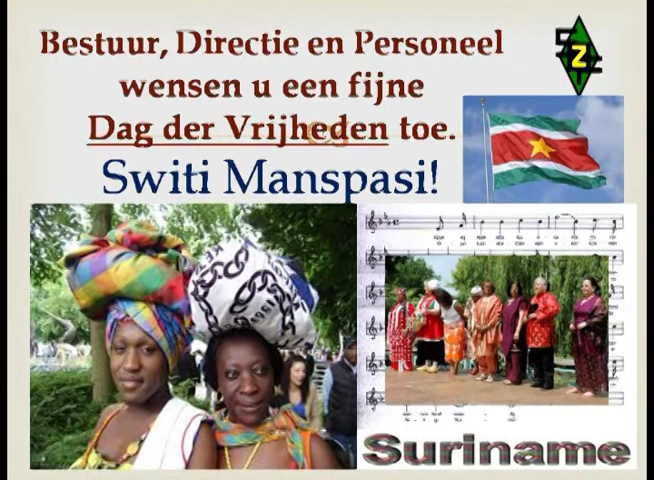 Bestuur, Directie en Personeel
wensen u een fijne
Dag der Vrijheden toe.
Switi Manspasi!
Suriname